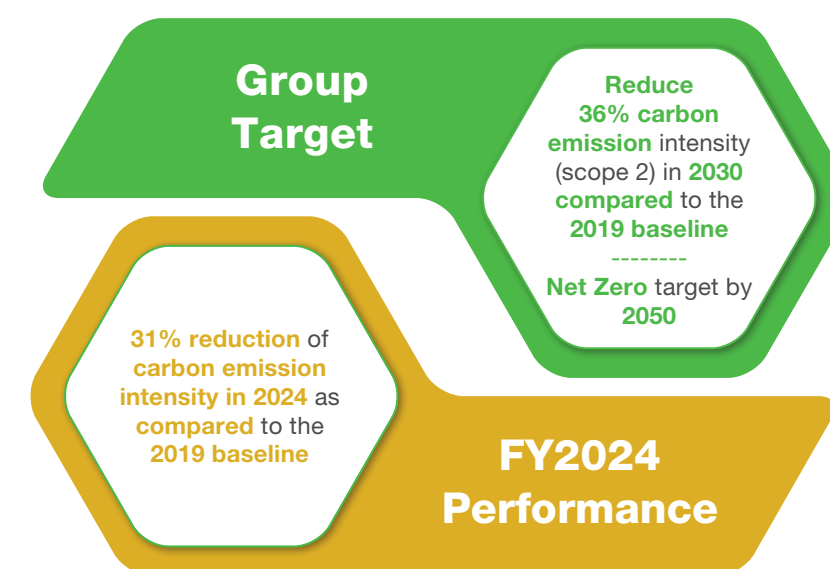 Group
Target
Reduce
36% carbon
emission intensity
(scope 2) in 2030
compared to the
2019 baseline
--------
Net Zero target by
2050
31% reduction of
carbon emission
intensity in 2024 as
compared to the
2019 baseline
FY2024
Performance